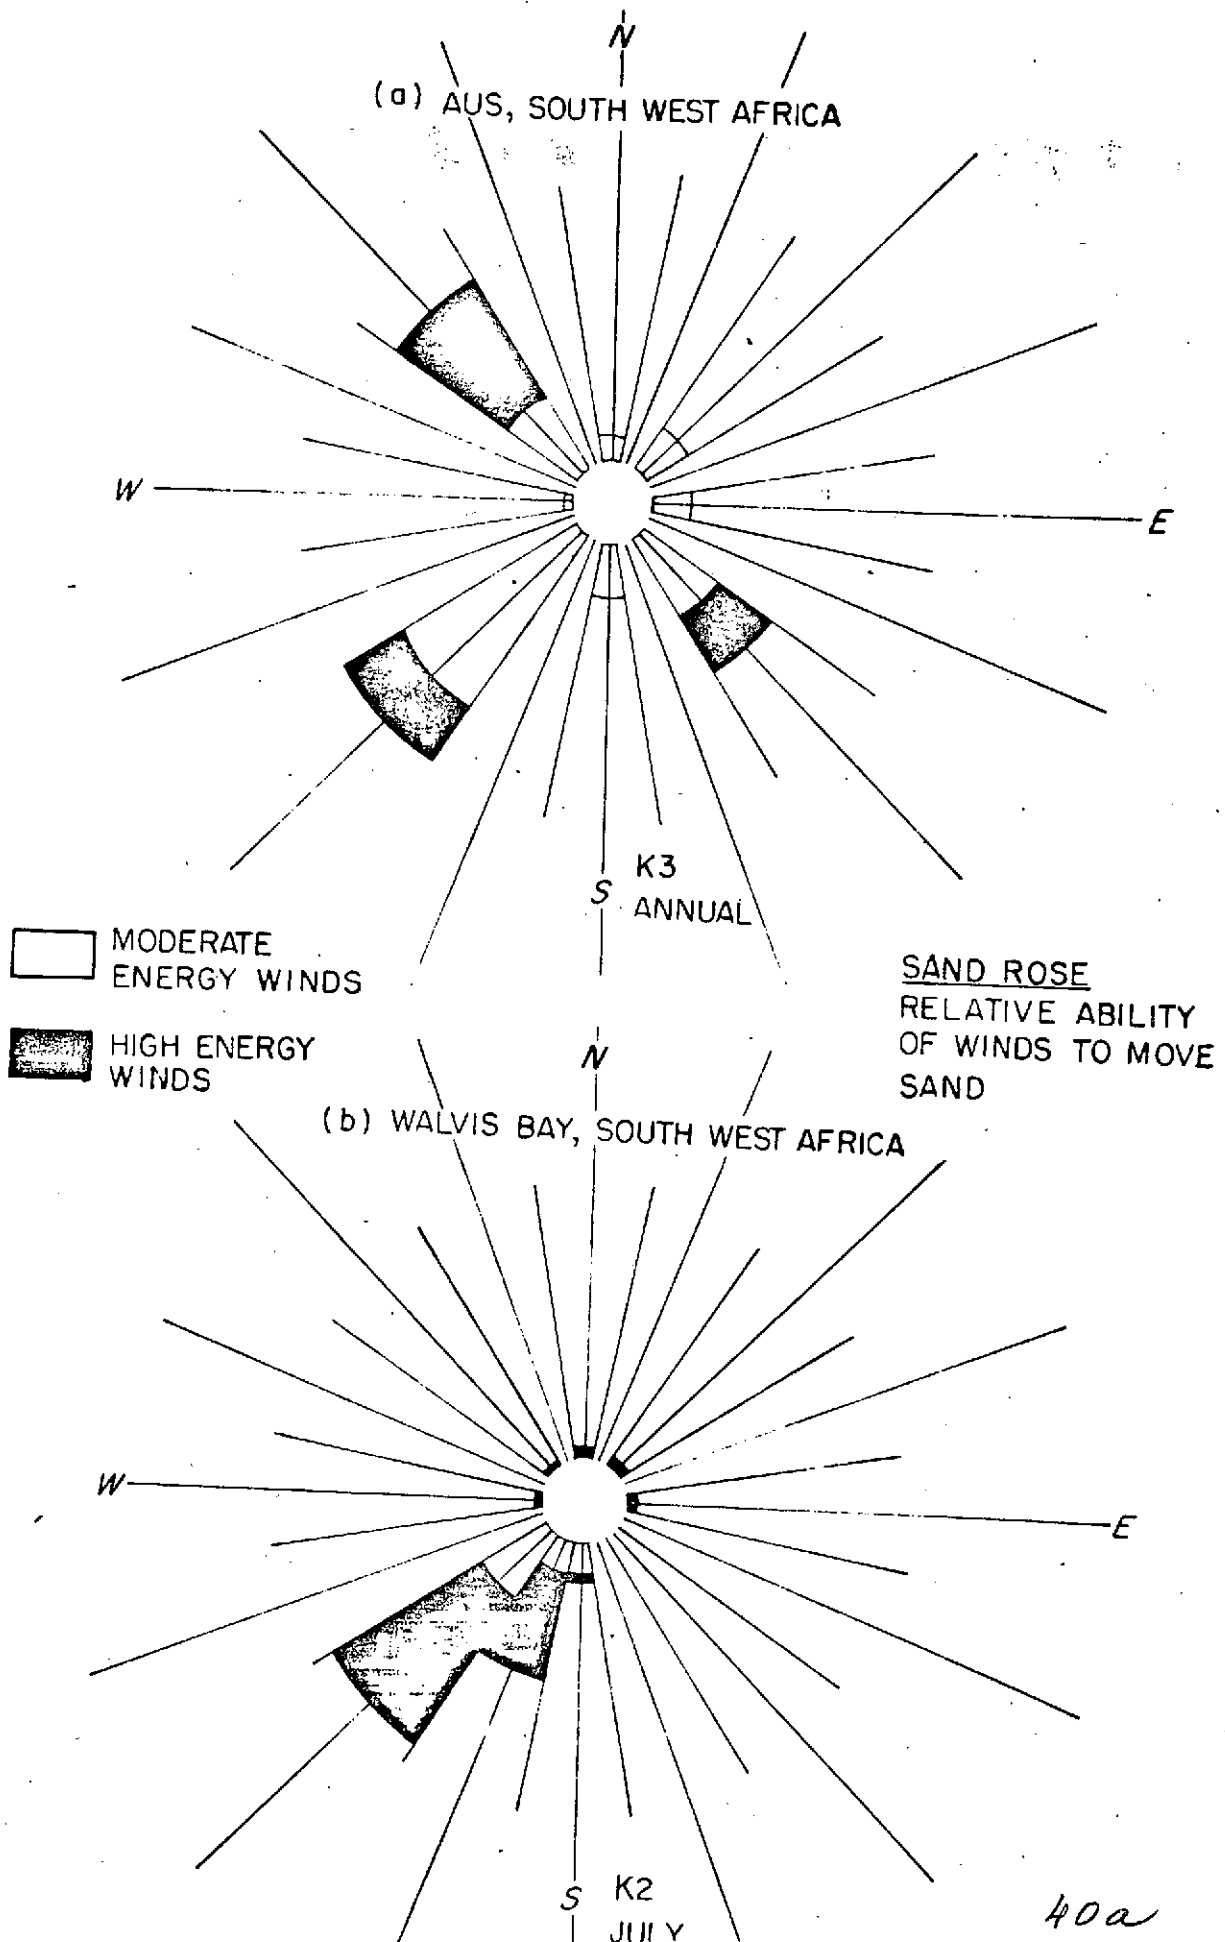 N
(a) AUS, SOUTH WEST AFRICA
W
E
S
K3
ANNUAL
MODERATE
ENERGY WINDS
HIGH ENERGY
WINDS
SAND ROSE
RELATIVE ABILITY
OF WINDS TO MOVE
SAND
N
(b) WALVIS BAY, SOUTH WEST AFRICA
W
E
S
K2
JULY
40a